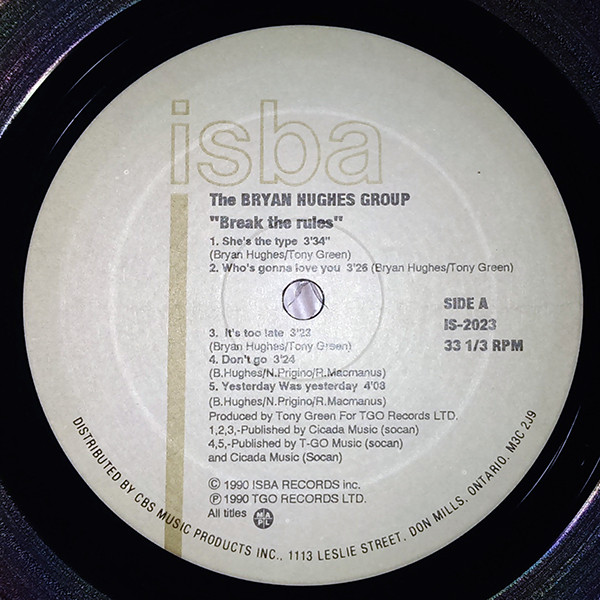 isba
The BRYAN HUGHES GROUP
"Break the rules"
1. She's the type 3'34"
(Bryan Hughes/Tony Green)
2. Who's gonna love you 3'26 (Bryan Hughes/Tony Green)
SIDE A
IS-2023
33 1/3 RPM
3. It's too late 3'23
(Bryan Hughes/Tony Green)
4. Don't go 3'24
(B.Hughes/N.Prigino/R.Macmanus)
5. Yesterday Was yesterday 4'08
(B.Hughes/N.Prigino/R.Macmanus)
Produced by Tony Green For TGO Records LTD.
1,2,3,-Published by Cicada Music (socan)
4,5,-Published by T-GO Music (socan)
and Cicada Music (Socan)
© 1990 ISBA RECORDS inc.
℗ 1990 TGO RECORDS LTD.
All titles MAPL
DISTRIBUTED BY CBS MUSIC PRODUCTS INC., 1113 LESLIE STREET, DON MILLS, ONTARIO. M3C 2J9